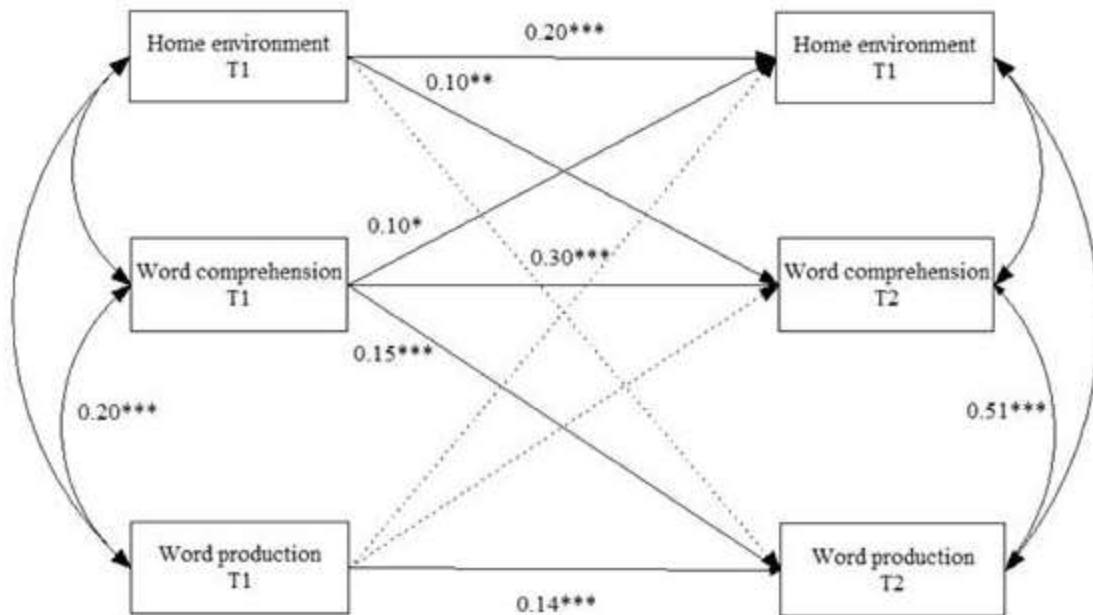 Home environment
T1
0.20***
Home environment
T1
0.10**
0.10*
Word comprehension
T1
0.30***
Word comprehension
T2
0.15***
0.20***
0.51***
Word production
T1
0.14***
Word production
T2